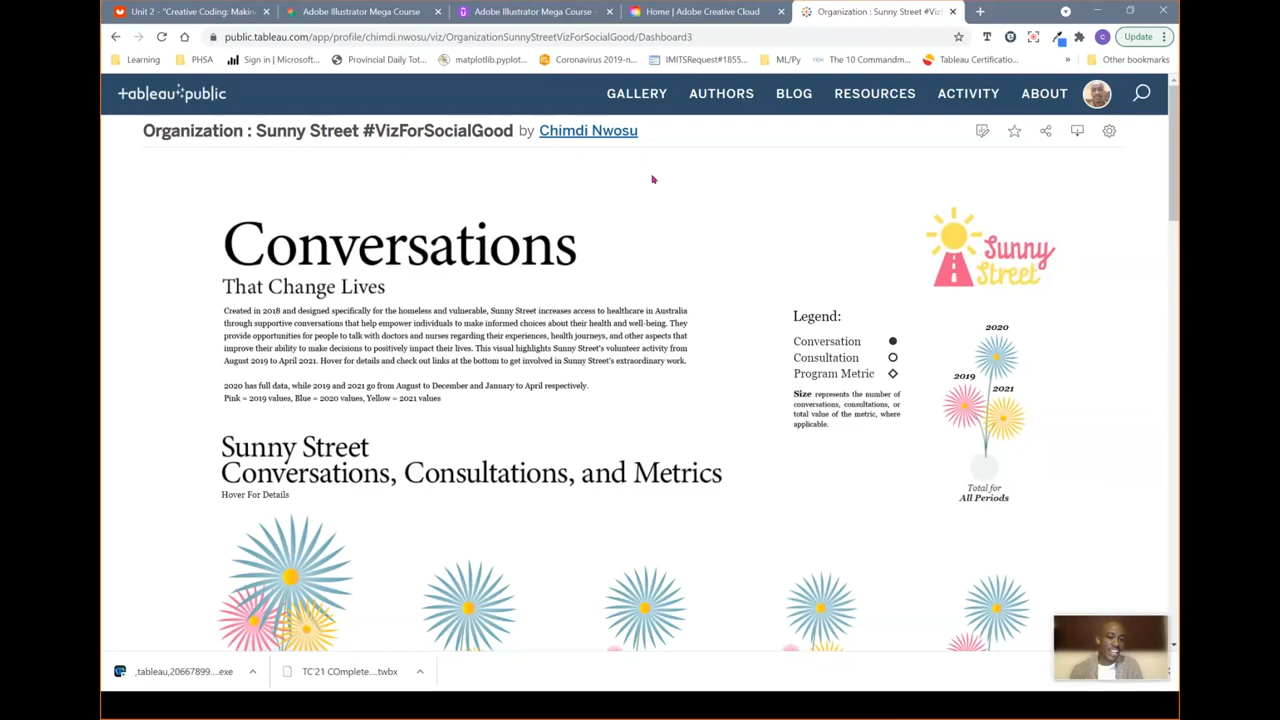 Unit 2 - "Creative Coding: Makin
Adobe Illustrator Mega Course
Adobe Illustrator Mega Course -
Home | Adobe Creative Cloud
Organization : Sunny Street #Viz
public.tableau.com/app/profile/chimdi.nwosu/viz/OrganizationSunnyStreetVizForSocialGood/Dashboard3
Update
Learning
PHSA
Sign in | Microsoft...
Provincial Daily Tot...
matplotlib.pyplot...
Coronavirus 2019-n...
IMITSRequest#1855...
ML/Py
The 10 Commandm...
Tableau Certificatio...
Other bookmarks
+ableau public
GALLERY
AUTHORS
BLOG
RESOURCES
ACTIVITY
ABOUT
Organization : Sunny Street #VizForSocialGood by Chimdi Nwosu
Conversations
That Change Lives
Created in 2018 and designed specifically for the homeless and vulnerable, Sunny Street increases access to healthcare in Australia
through supportive conversations that help empower individuals to make informed choices about their health and well-being. They
provide opportunities for people to talk with doctors and nurses regarding their experiences, health journeys, and other aspects that
improve their ability to make decisions to positively impact their lives. This visual highlights Sunny Street's volunteer activity from
August 2019 to April 2021. Hover for details and check out links at the bottom to get involved in Sunny Street's extraordinary work.
2020 has full data, while 2019 and 2021 go from August to December and January to April respectively.
Pink = 2019 values, Blue = 2020 values, Yellow = 2021 values
Sunny
Street
Legend:
Conversation
Consultation
Program Metric
Size represents the number of
conversations, consultations, or
total value of the metric, where
applicable.
2020
2019
2021
Total for
All Periods
Sunny Street
Conversations, Consultations, and Metrics
Hover For Details
,tableau,20667899....exe
TC'21 COmplete....twbx